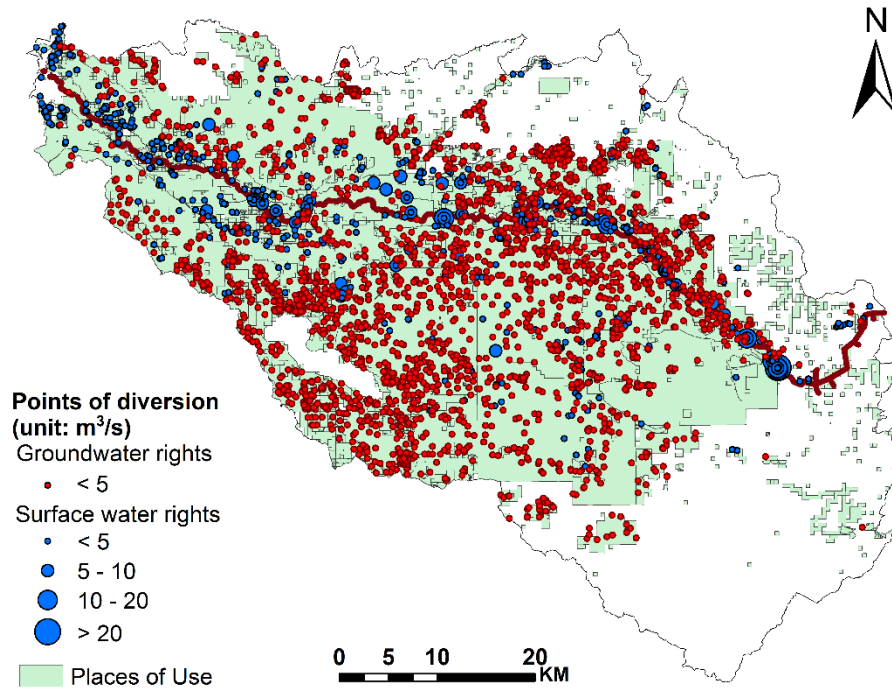 N
Points of diversion
(unit: m³/s)
Groundwater rights
< 5
Surface water rights
< 5
5 - 10
10 - 20
> 20
Places of Use
0 5 10 20
KM